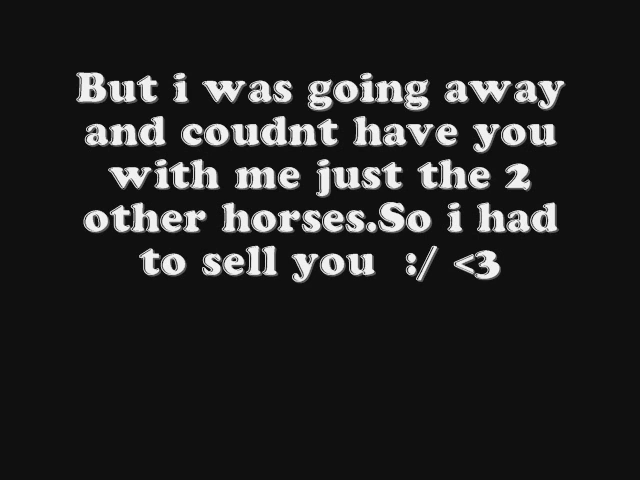 But i was going away
and coudnt have you
with me just the 2
other horses.So i had
to sell you  :/ <3